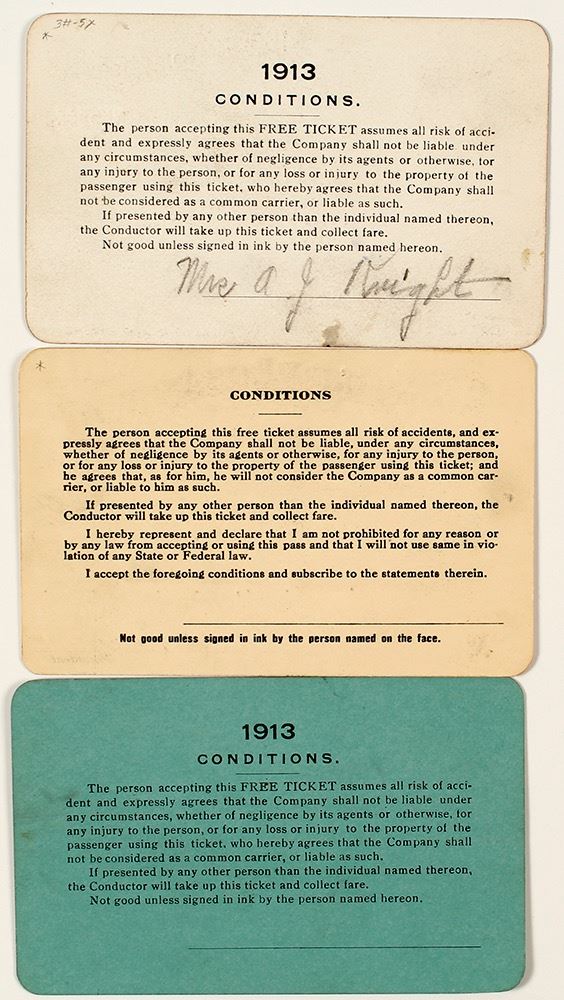 3#-5x
*
1913
CONDITIONS.
The person accepting this FREE TICKET assumes all risk of acci-
dent and expressly agrees that the Company shall not be liable under
any circumstances, whether of negligence by its agents or otherwise, for
any injury to the person, or for any loss or injury to the property of the
passenger using this ticket, who hereby agrees that the Company shall
not be considered as a common carrier, or liable as such.
If presented by any other person than the individual named thereon,
the Conductor will take up this ticket and collect fare.
Not good unless signed in ink by the person named hereon.
Mrs A J Knight
*
CONDITIONS
The person accepting this free ticket assumes all risk of accidents, and ex-
pressly agrees that the Company shall not be liable, under any circumstances,
whether of negligence by its agents or otherwise, for any injury to the person,
or for any loss or injury to the property of the passenger using this ticket; and
he agrees that, as for him, he will not consider the Company as a common car-
rier, or liable to him as such.
If presented by any other person than the individual named thereon, the
Conductor will take up this ticket and collect fare.
I hereby represent and declare that I am not prohibited for any reason or
by any law from accepting or using this pass and that I will not use same in vio-
lation of any State or Federal law.
I accept the foregoing conditions and subscribe to the statements therein.
Not good unless signed in ink by the person named on the face.
1913
CONDITIONS.
The person accepting this FREE TICKET assumes all risk of acci-
dent and expressly agrees that the Company shall not be liable under
any circumstances, whether of negligence by its agents or otherwise, for
any injury to the person, or for any loss or injury to the property of the
passenger using this ticket, who hereby agrees that the Company shall
not be considered as a common carrier, or liable as such.
If presented by any other person than the individual named thereon,
the Conductor will take up this ticket and collect fare.
Not good unless signed in ink by the person named hereon.